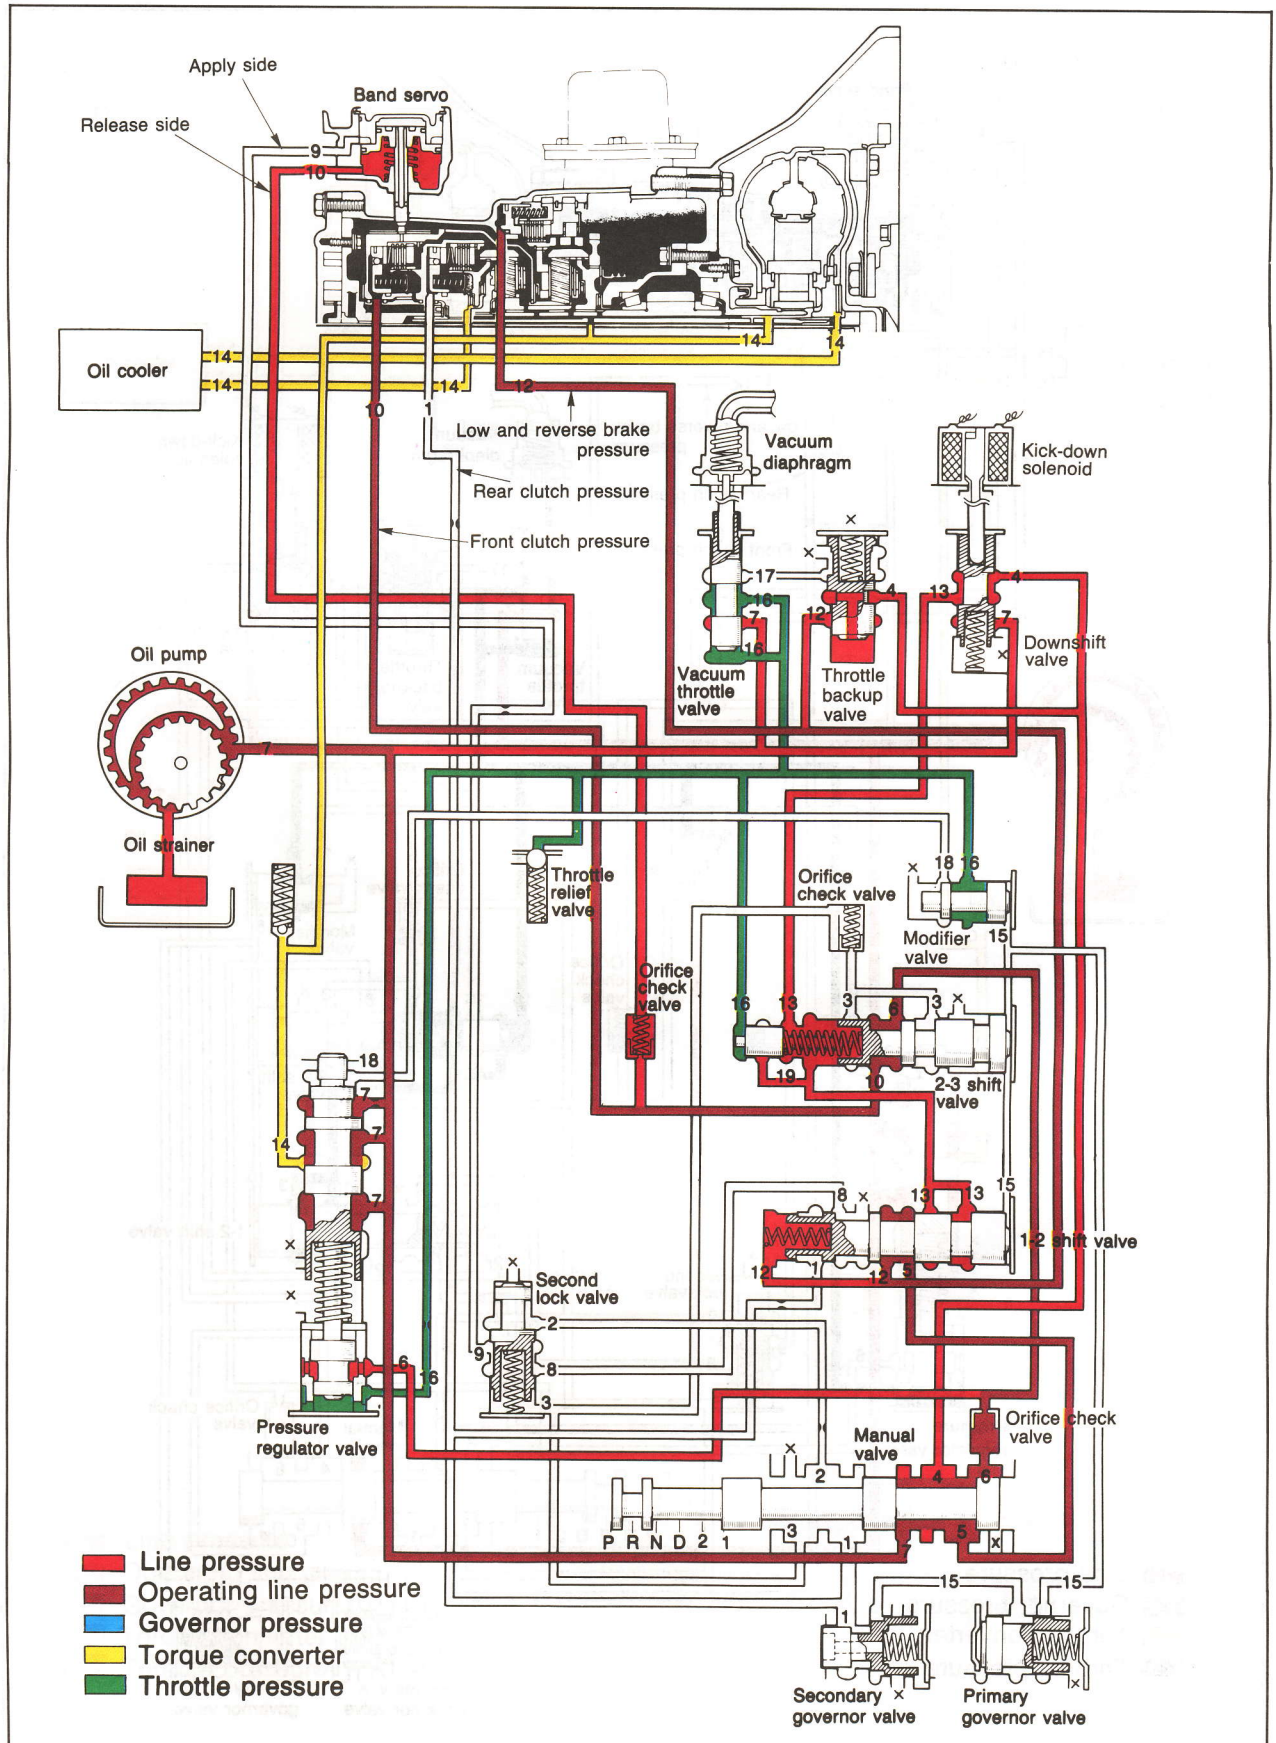 Apply side
Release side
Band servo
9
10
Oil cooler
14
14
14
14
14
10
1
12
Low and reverse brake
pressure
Rear clutch pressure
Front clutch pressure
Vacuum
diaphragm
Kick-down
solenoid
×
×
17
16
7
16
12
4
13
4
7
×
Vacuum
throttle
valve
Throttle
backup
valve
Downshift
valve
Oil pump
7
Oil strainer
Throttle
relief
valve
Orifice
check valve
×
18
16
15
Modifier
valve
Orifice
check
valve
16
13
3
6
3
×
19
10
2-3 shift
valve
18
7
7
14
7
×
×
8
×
13
13
15
1-2 shift valve
12
1
12
5
×
Second
lock valve
2
9
8
3
6
16
Pressure
regulator valve
Manual
valve
Orifice check
valve
×
2
4
6
P R N D 2 1
3
1
7
5
×
15
15
1
Line pressure
Operating line pressure
Governor pressure
Torque converter
Throttle pressure
Secondary ×
governor valve
Primary ×
governor valve